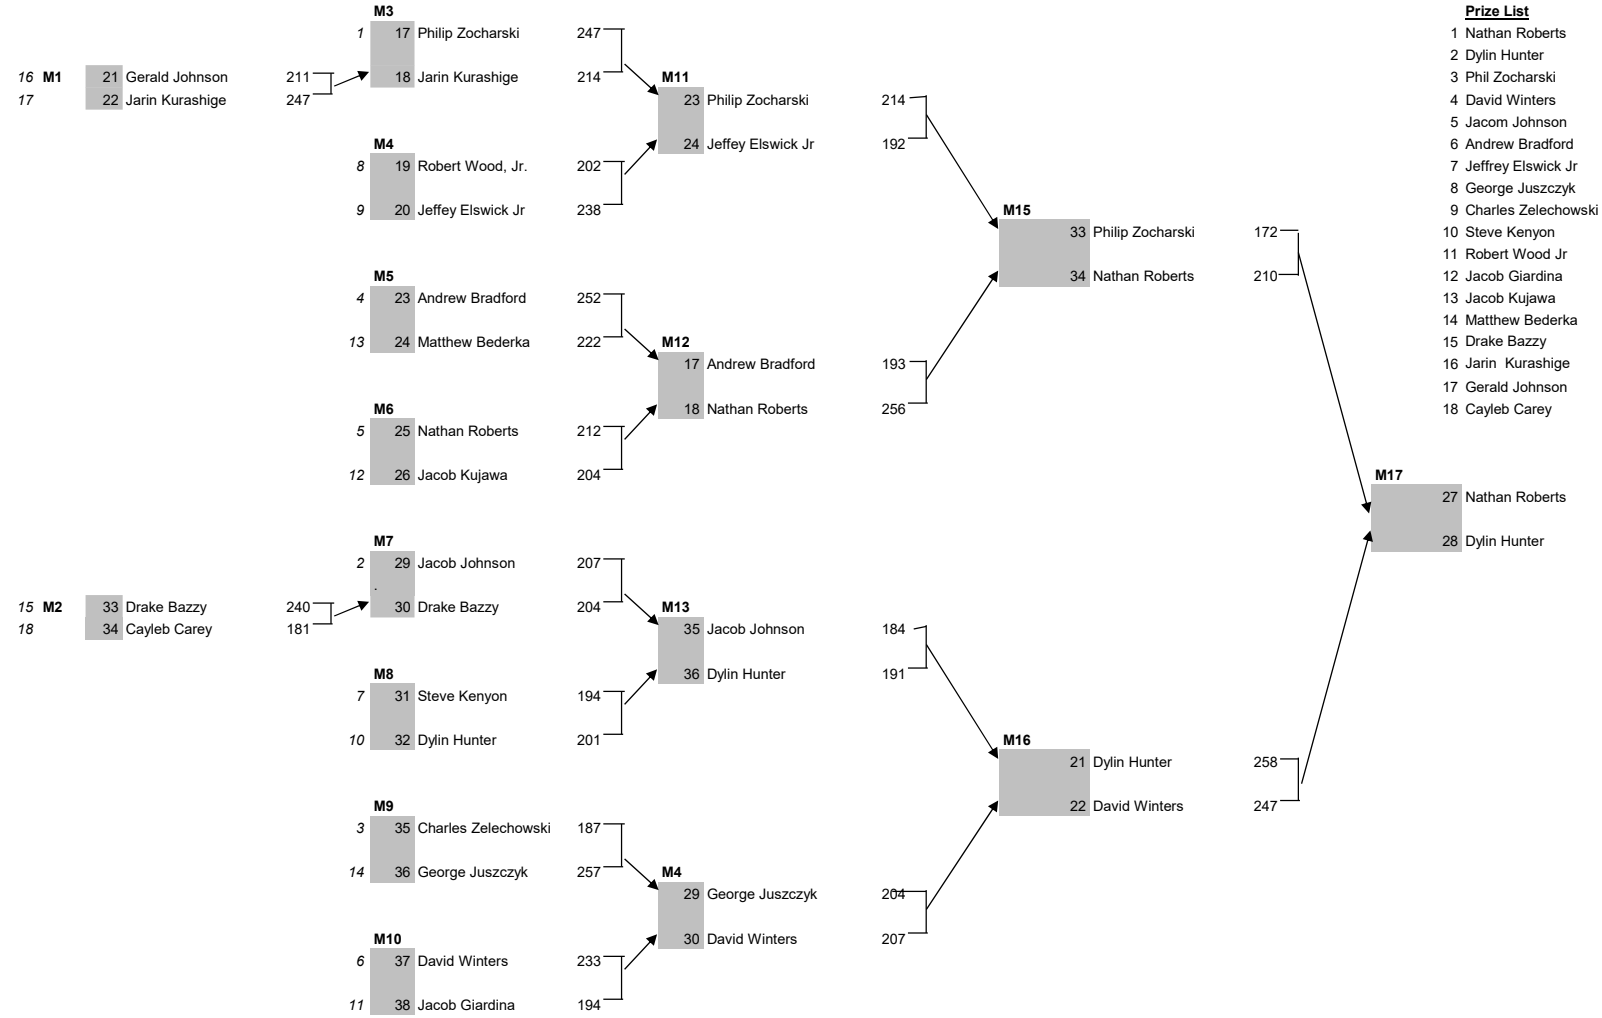 M3
1 17 Philip Zocharski 247
16 M1 21 Gerald Johnson 211
18 Jarin Kurashige 214
17 22 Jarin Kurashige 247
M11
23 Philip Zocharski 214
24 Jeffey Elswick Jr 192
M4
8 19 Robert Wood, Jr. 202
9 20 Jeffey Elswick Jr 238
M15
33 Philip Zocharski 172
34 Nathan Roberts 210
M5
4 23 Andrew Bradford 252
13 24 Matthew Bederka 222
M12
17 Andrew Bradford 193
18 Nathan Roberts 256
M6
5 25 Nathan Roberts 212
12 26 Jacob Kujawa 204
M17
27 Nathan Roberts
28 Dylin Hunter
M7
2 29 Jacob Johnson 207
.
15 M2 33 Drake Bazzy 240
30 Drake Bazzy 204
18 34 Cayleb Carey 181
M13
35 Jacob Johnson 184
36 Dylin Hunter 191
M8
7 31 Steve Kenyon 194
10 32 Dylin Hunter 201
M16
21 Dylin Hunter 258
22 David Winters 247
M9
3 35 Charles Zelechowski 187
14 36 George Juszczyk 257
M4
29 George Juszczyk 204
30 David Winters 207
M10
6 37 David Winters 233
11 38 Jacob Giardina 194
Prize List
1 Nathan Roberts
2 Dylin Hunter
3 Phil Zocharski
4 David Winters
5 Jacom Johnson
6 Andrew Bradford
7 Jeffrey Elswick Jr
8 George Juszczyk
9 Charles Zelechowski
10 Steve Kenyon
11 Robert Wood Jr
12 Jacob Giardina
13 Jacob Kujawa
14 Matthew Bederka
15 Drake Bazzy
16 Jarin  Kurashige
17 Gerald Johnson
18 Cayleb Carey